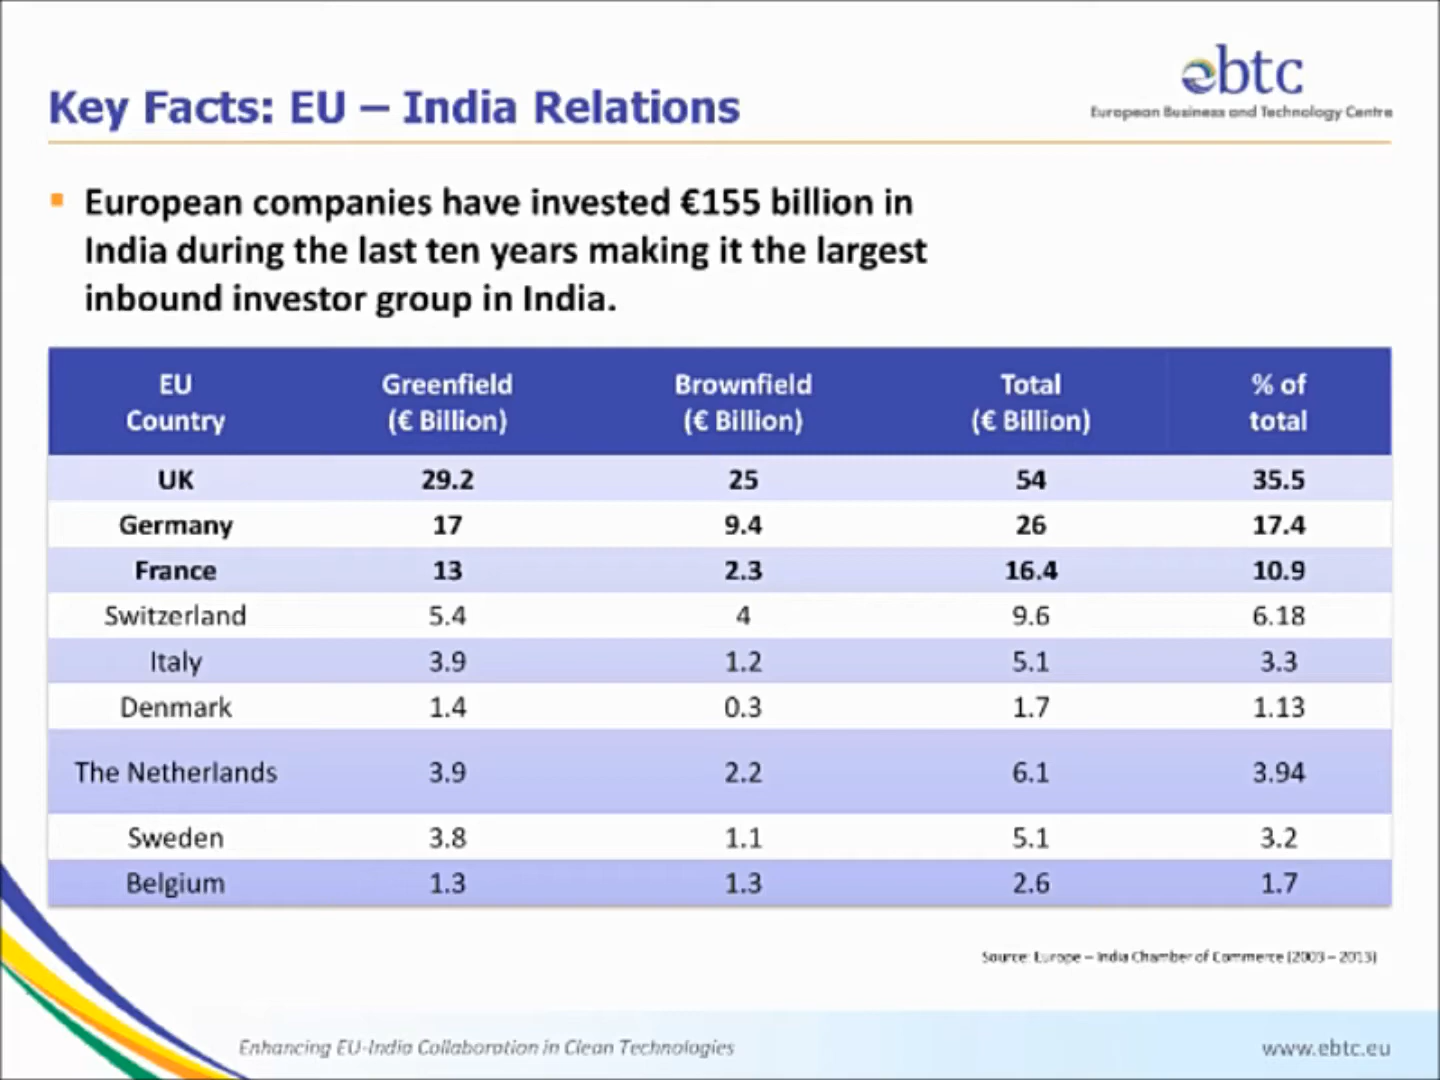 ebtc
European Business and Technology Centre
Key Facts: EU – India Relations
European companies have invested €155 billion in
India during the last ten years making it the largest
inbound investor group in India.
EU Country | Greenfield (€ Billion) | Brownfield (€ Billion) | Total (€ Billion) | % of total
UK 29.2 25 54 35.5
Germany 17 9.4 26 17.4
France 13 2.3 16.4 10.9
Switzerland 5.4 4 9.6 6.18
Italy 3.9 1.2 5.1 3.3
Denmark 1.4 0.3 1.7 1.13
The Netherlands 3.9 2.2 6.1 3.94
Sweden 3.8 1.1 5.1 3.2
Belgium 1.3 1.3 2.6 1.7
Source: Europe – India Chamber of Commerce (2003 – 2013)
Enhancing EU-India Collaboration in Clean Technologies
www.ebtc.eu